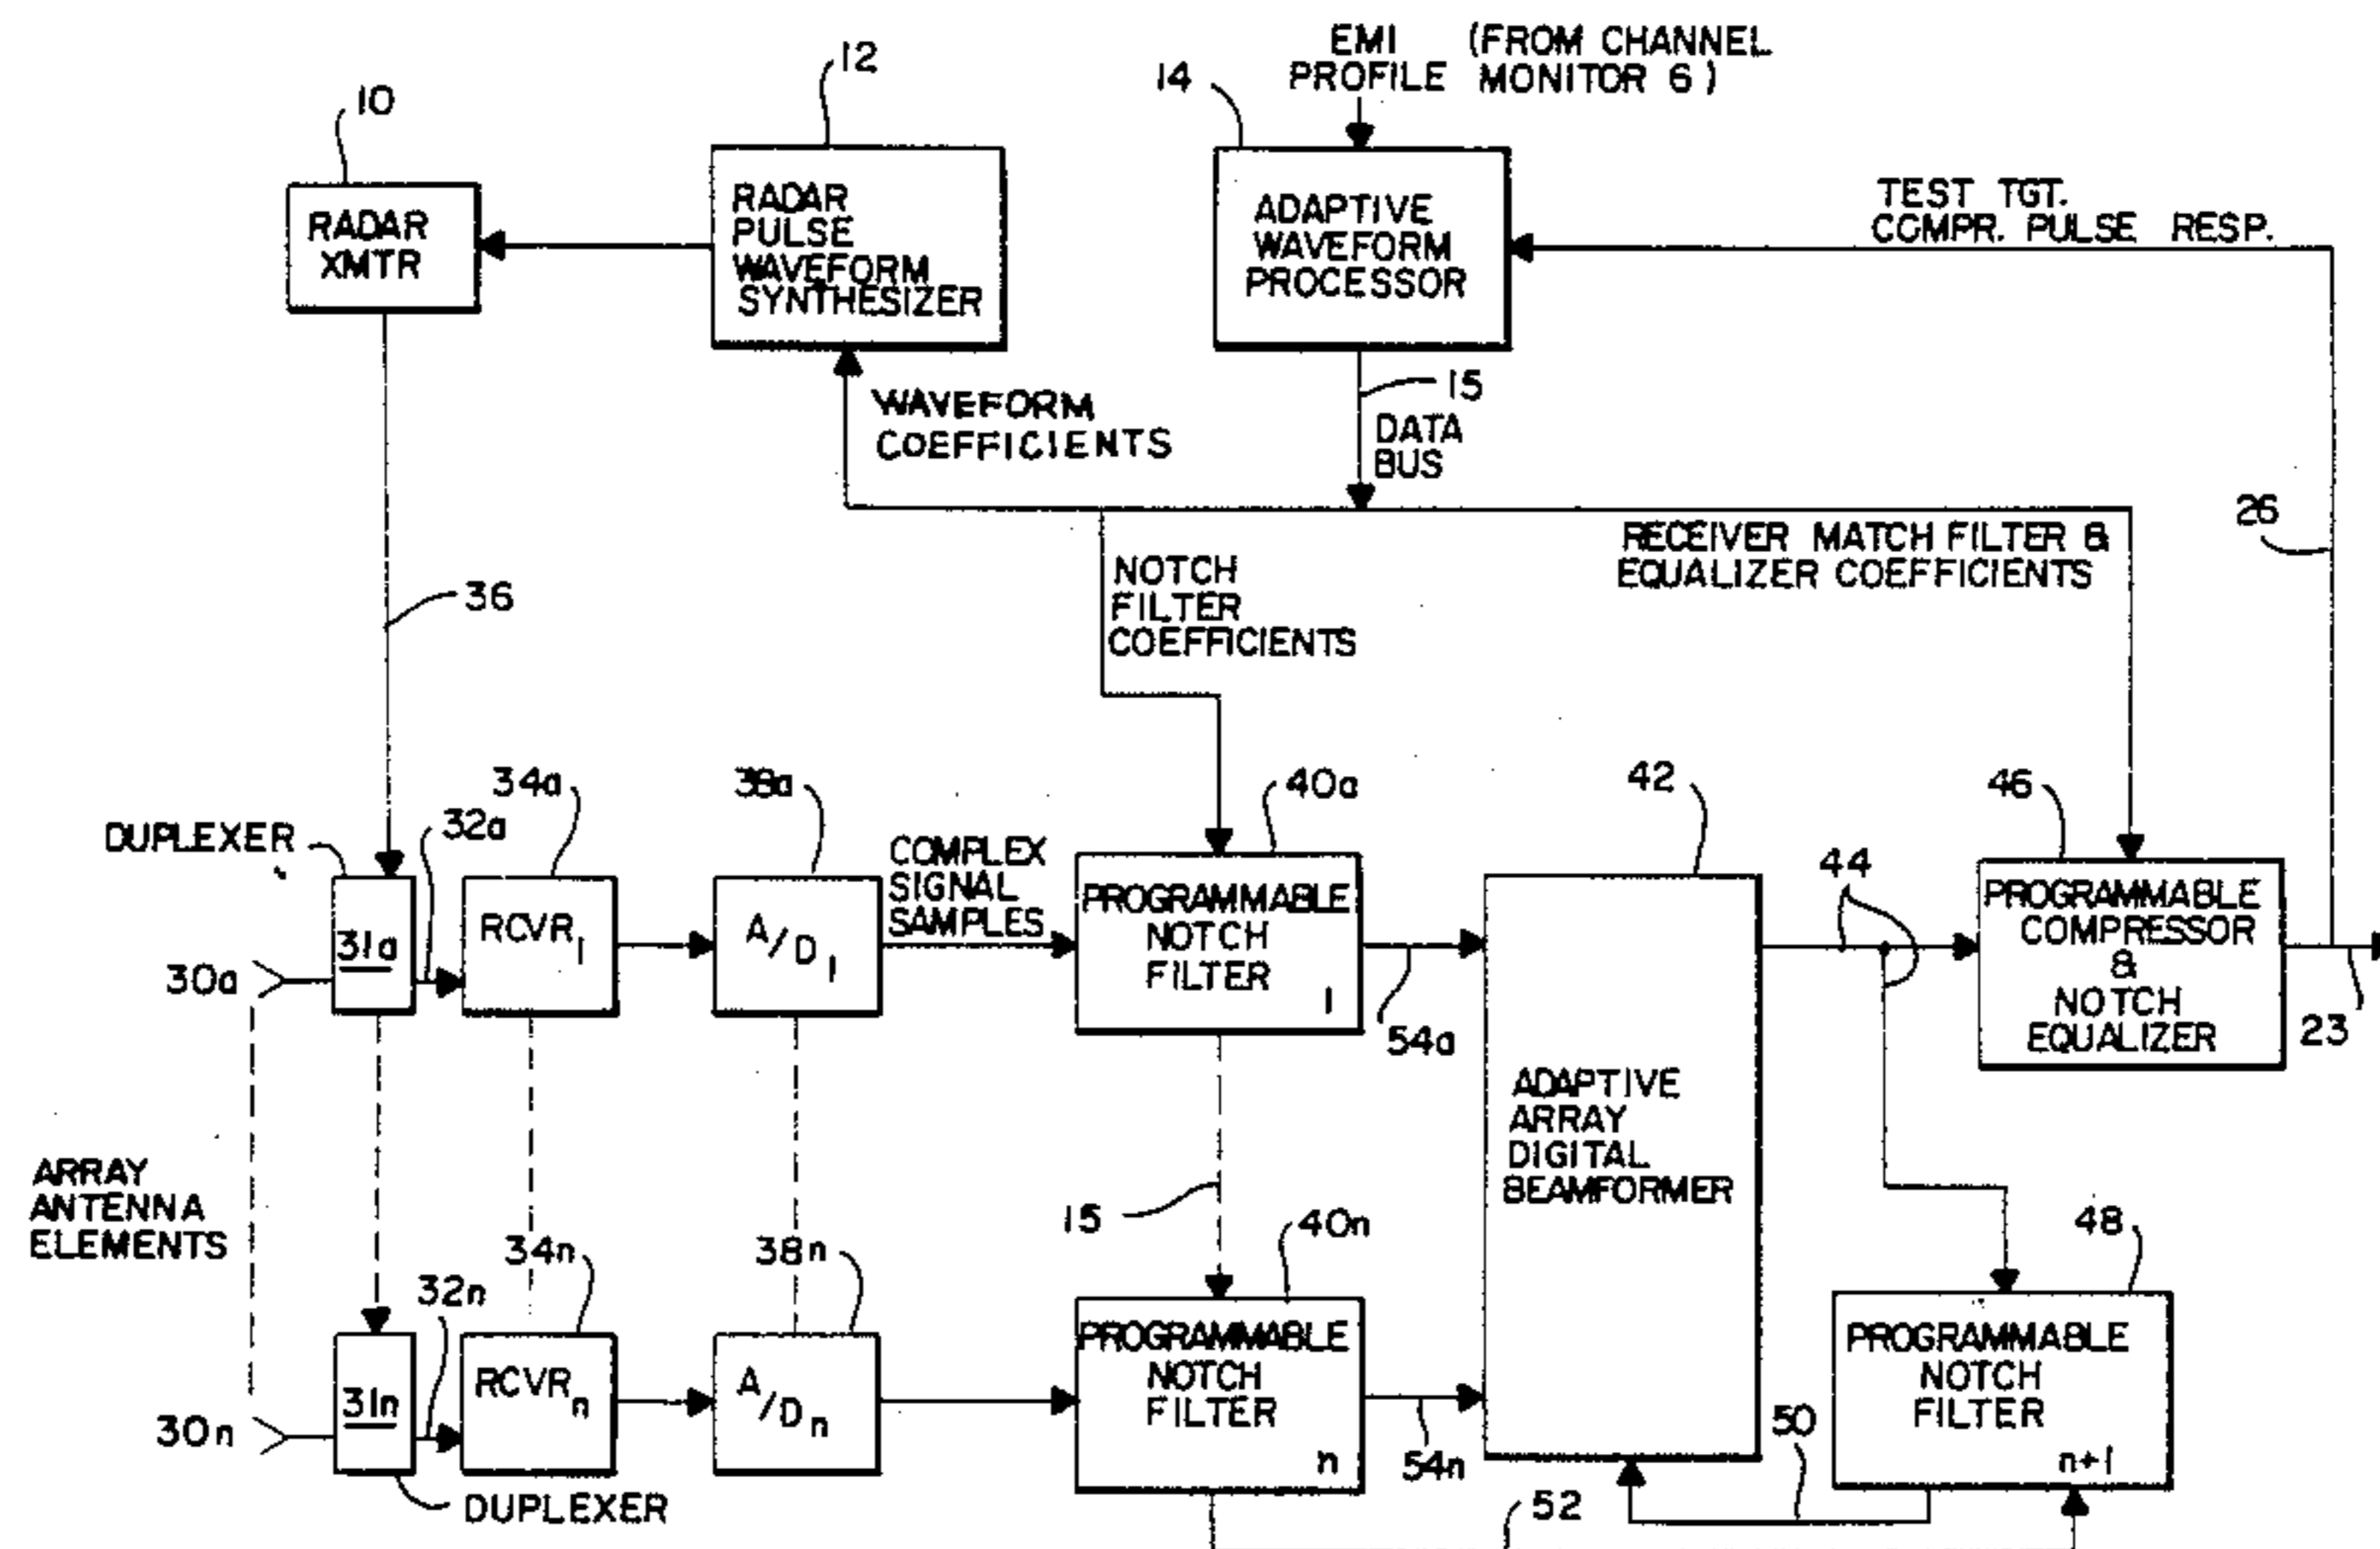 EMI (FROM CHANNEL
PROFILE MONITOR 6)
10
12
14
RADAR
XMTR
RADAR
PULSE
WAVEFORM
SYNTHESIZER
ADAPTIVE
WAVEFORM
PROCESSOR
TEST TGT.
COMPR. PULSE RESP.
WAVEFORM
COEFFICIENTS
15
DATA
BUS
26
RECEIVER MATCH FILTER &
EQUALIZER COEFFICIENTS
NOTCH
FILTER
COEFFICIENTS
36
DUPLEXER
32a
34a
38a
40a
42
44
46
COMPLEX
SIGNAL
SAMPLES
30a
31a
RCVR1
A/D1
PROGRAMMABLE
NOTCH
FILTER
1
54a
PROGRAMMABLE
COMPRESSOR
&
NOTCH
EQUALIZER
23
ADAPTIVE
ARRAY
DIGITAL
BEAMFORMER
ARRAY
ANTENNA
ELEMENTS
15
32n
34n
38n
40n
48
30n
31n
RCVRn
A/Dn
PROGRAMMABLE
NOTCH
FILTER
n
54n
50
PROGRAMMABLE
NOTCH
FILTER
n+1
DUPLEXER
52